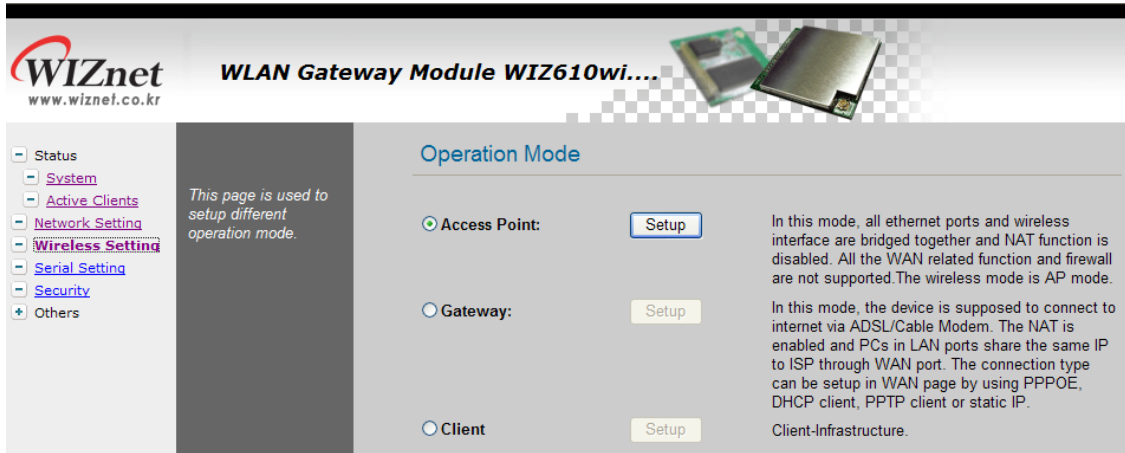 WIZnet
www.wiznet.co.kr
WLAN Gateway Module WIZ610wi....
Status
System
Active Clients
Network Setting
Wireless Setting
Serial Setting
Security
Others
This page is used to
setup different
operation mode.
Operation Mode
Access Point:
Setup
In this mode, all ethernet ports and wireless
interface are bridged together and NAT function is
disabled. All the WAN related function and firewall
are not supported.The wireless mode is AP mode.
Gateway:
Setup
In this mode, the device is supposed to connect to
internet via ADSL/Cable Modem. The NAT is
enabled and PCs in LAN ports share the same IP
to ISP through WAN port. The connection type
can be setup in WAN page by using PPPOE,
DHCP client, PPTP client or static IP.
Client
Setup
Client-Infrastructure.